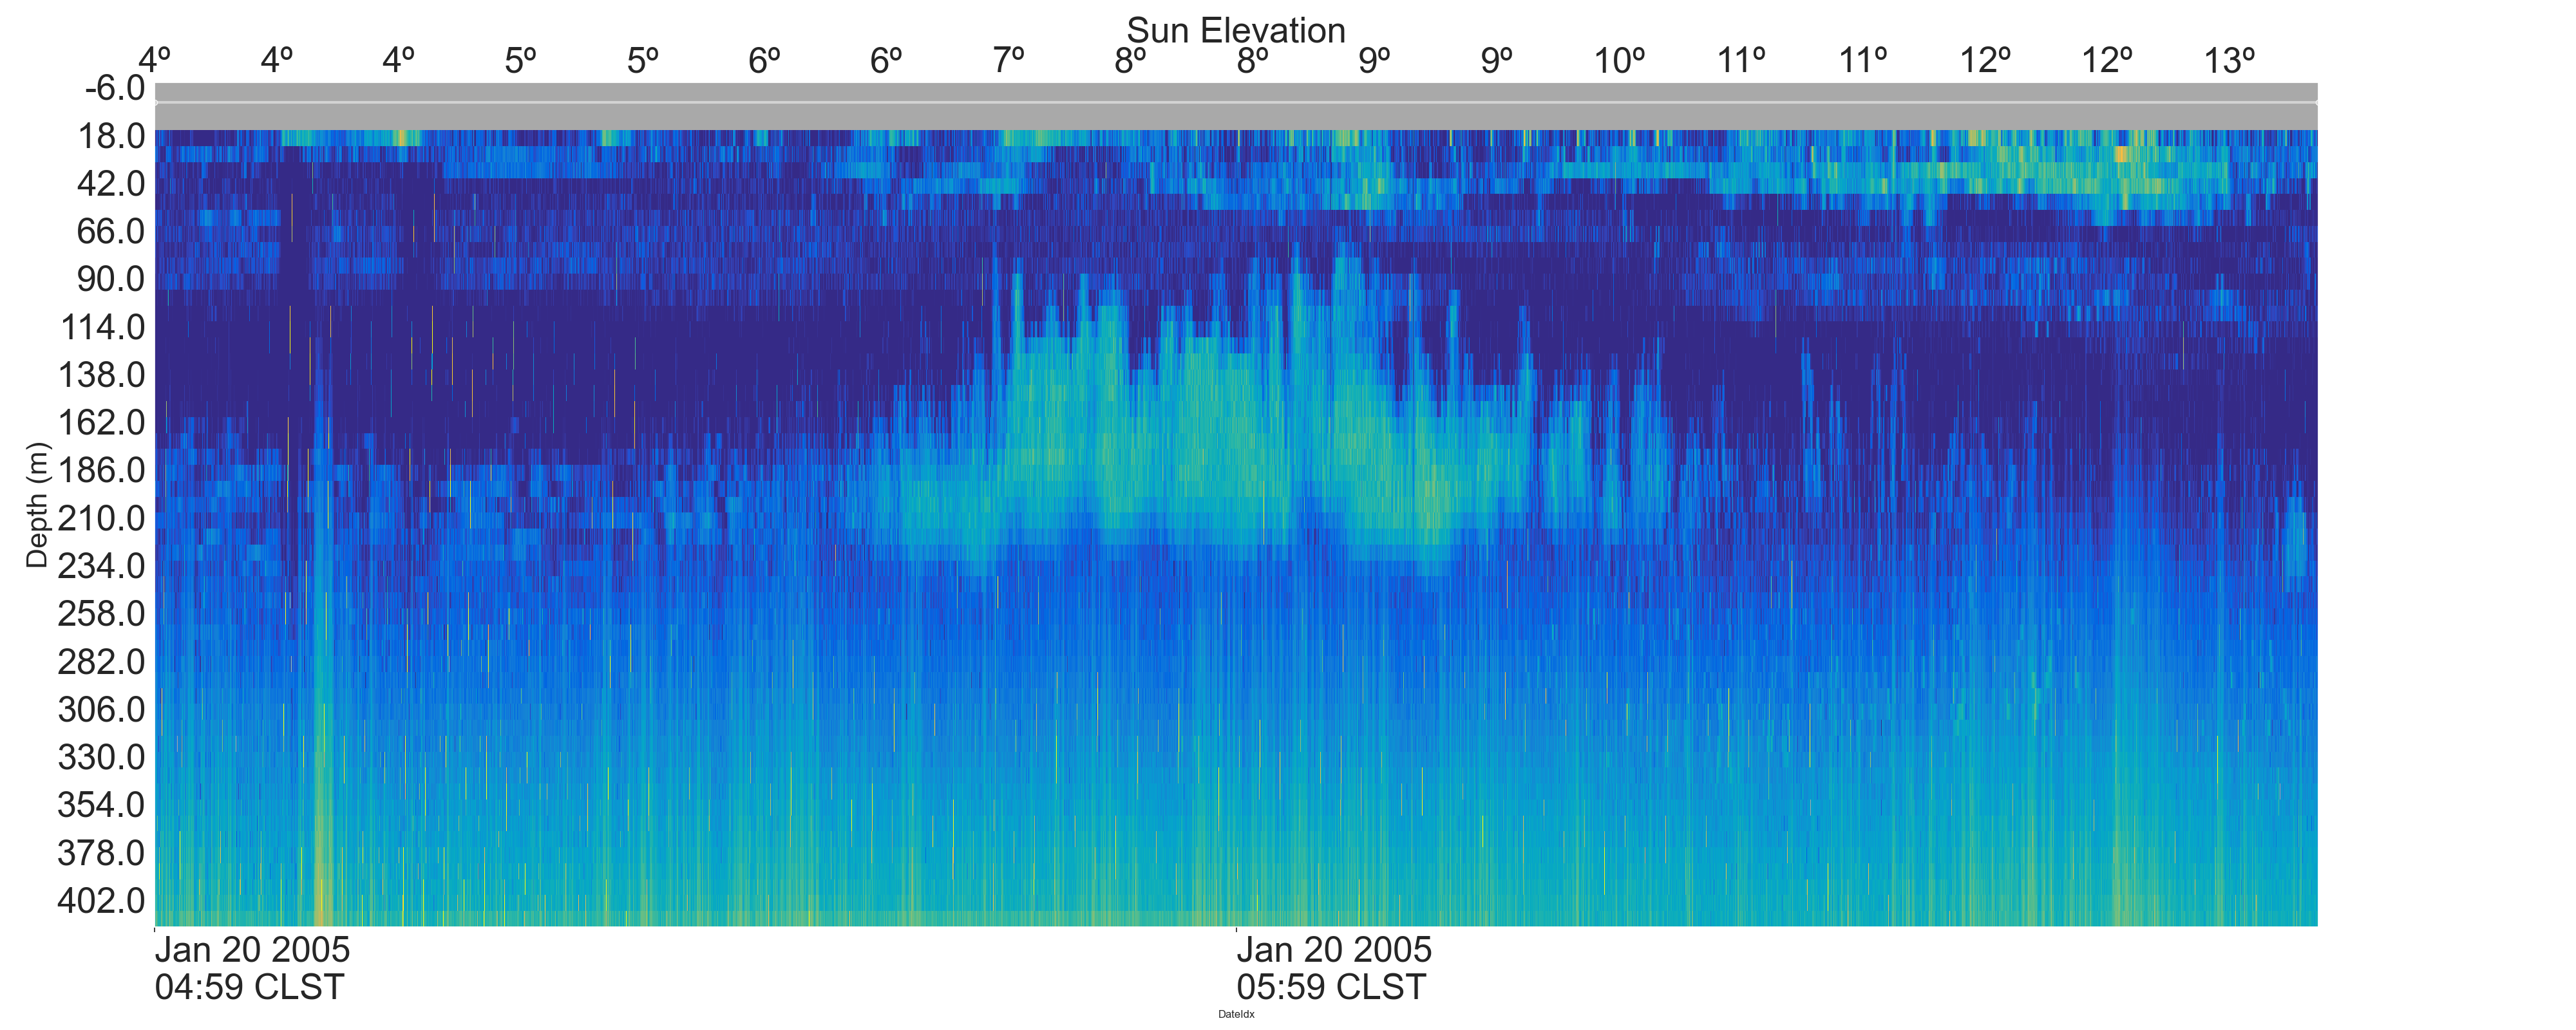 Sun Elevation
4º 4º 4º 5º 5º 6º 6º 7º 8º 8º 9º 9º 10º 11º 11º 12º 12º 13º
-6.0
18.0
42.0
66.0
90.0
114.0
138.0
162.0
186.0
210.0
234.0
258.0
282.0
306.0
330.0
354.0
378.0
402.0
Depth (m)
Jan 20 2005
04:59 CLST
Jan 20 2005
05:59 CLST
DateIdx